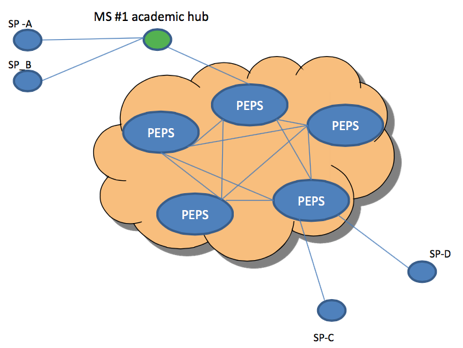 MS #1 academic hub
SP -A
SP_B
PEPS
PEPS
PEPS
PEPS
PEPS
SP-D
SP-C